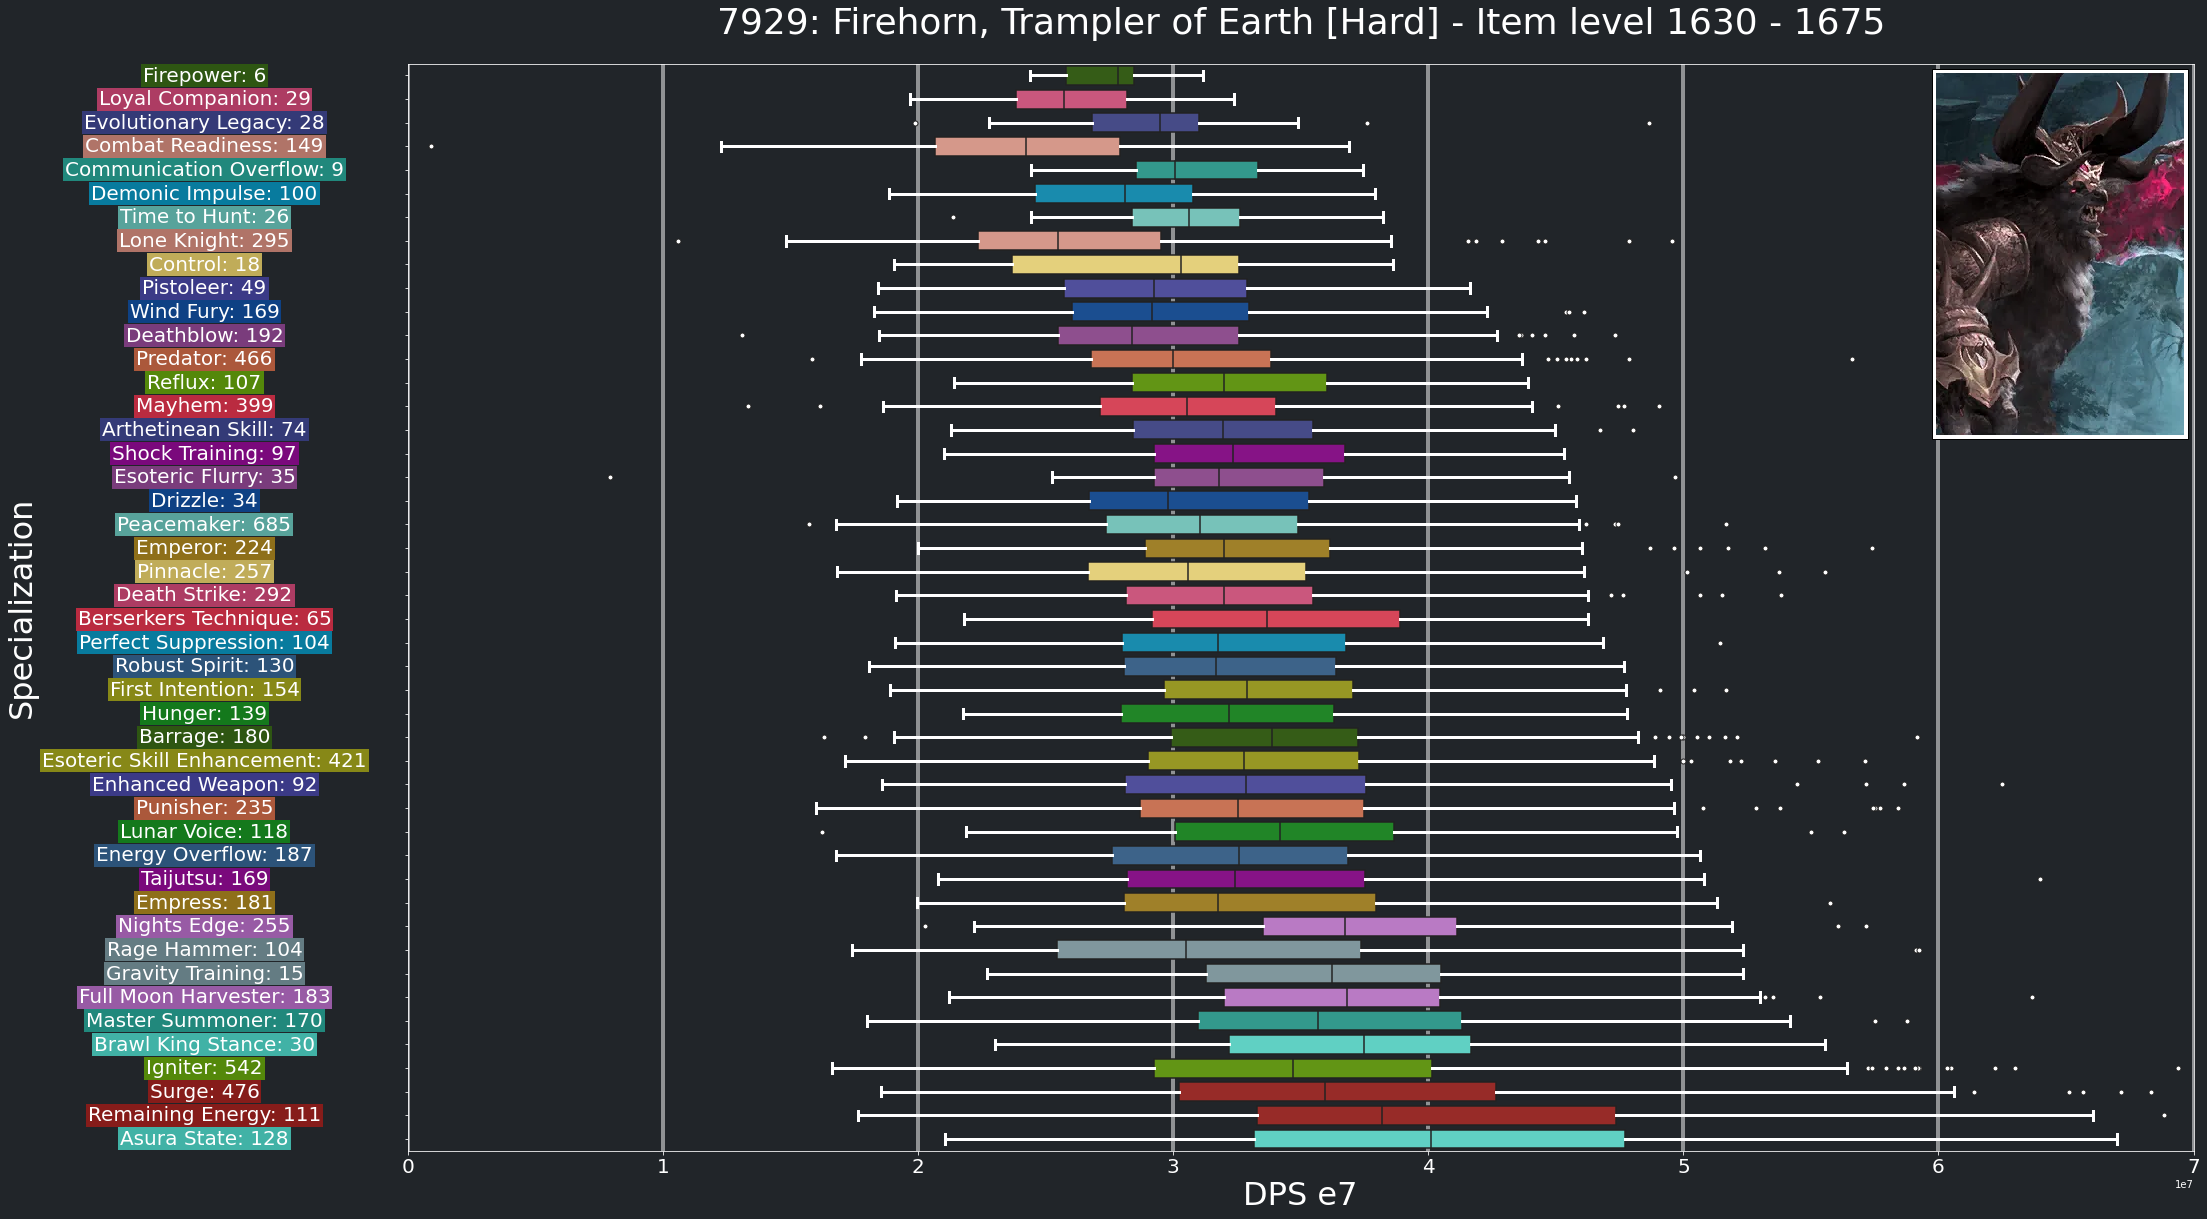 7929: Firehorn, Trampler of Earth [Hard] - Item level 1630 - 1675
Specialization
Firepower: 6
Loyal Companion: 29
Evolutionary Legacy: 28
Combat Readiness: 149
Communication Overflow: 9
Demonic Impulse: 100
Time to Hunt: 26
Lone Knight: 295
Control: 18
Pistoleer: 49
Wind Fury: 169
Deathblow: 192
Predator: 466
Reflux: 107
Mayhem: 399
Arthetinean Skill: 74
Shock Training: 97
Esoteric Flurry: 35
Drizzle: 34
Peacemaker: 685
Emperor: 224
Pinnacle: 257
Death Strike: 292
Berserkers Technique: 65
Perfect Suppression: 104
Robust Spirit: 130
First Intention: 154
Hunger: 139
Barrage: 180
Esoteric Skill Enhancement: 421
Enhanced Weapon: 92
Punisher: 235
Lunar Voice: 118
Energy Overflow: 187
Taijutsu: 169
Empress: 181
Nights Edge: 255
Rage Hammer: 104
Gravity Training: 15
Full Moon Harvester: 183
Master Summoner: 170
Brawl King Stance: 30
Igniter: 542
Surge: 476
Remaining Energy: 111
Asura State: 128
0 1 2 3 4 5 6 7
1e7
DPS e7